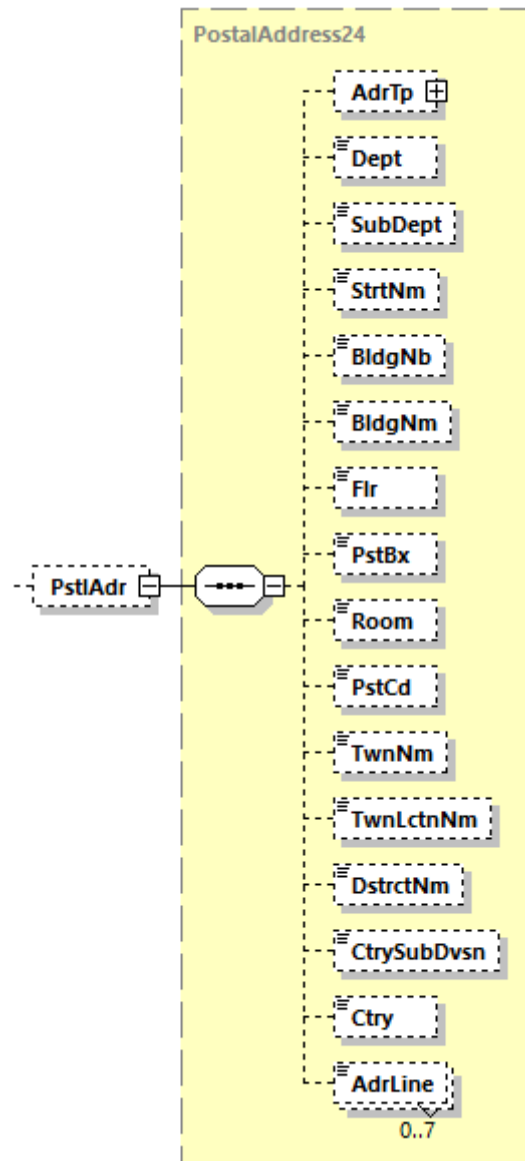 PostalAddress24
AdrTp
Dept
SubDept
StrtNm
BldgNb
BldgNm
Flr
PstBx
PstlAdr
Room
PstCd
TwnNm
TwnLctnNm
DstrctNm
CtrySubDvsn
Ctry
AdrLine
0..7